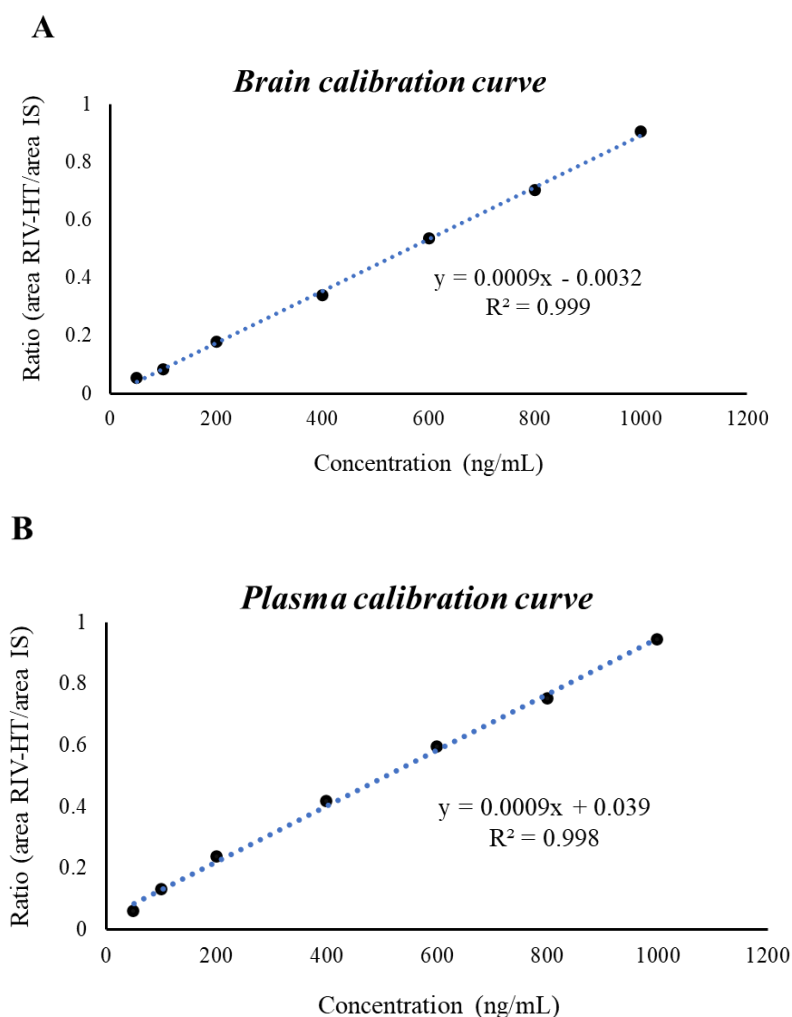 A
Brain calibration curve
Ratio (area RIV-HT/area IS)
1
0.8
0.6
0.4
0.2
0
y = 0.0009x - 0.0032
R² = 0.999
0 200 400 600 800 1000 1200
Concentration (ng/mL)
B
Plasma calibration curve
Ratio (area RIV-HT/area IS)
1
0.8
0.6
0.4
0.2
0
y = 0.0009x + 0.039
R² = 0.998
0 200 400 600 800 1000 1200
Concentration (ng/mL)